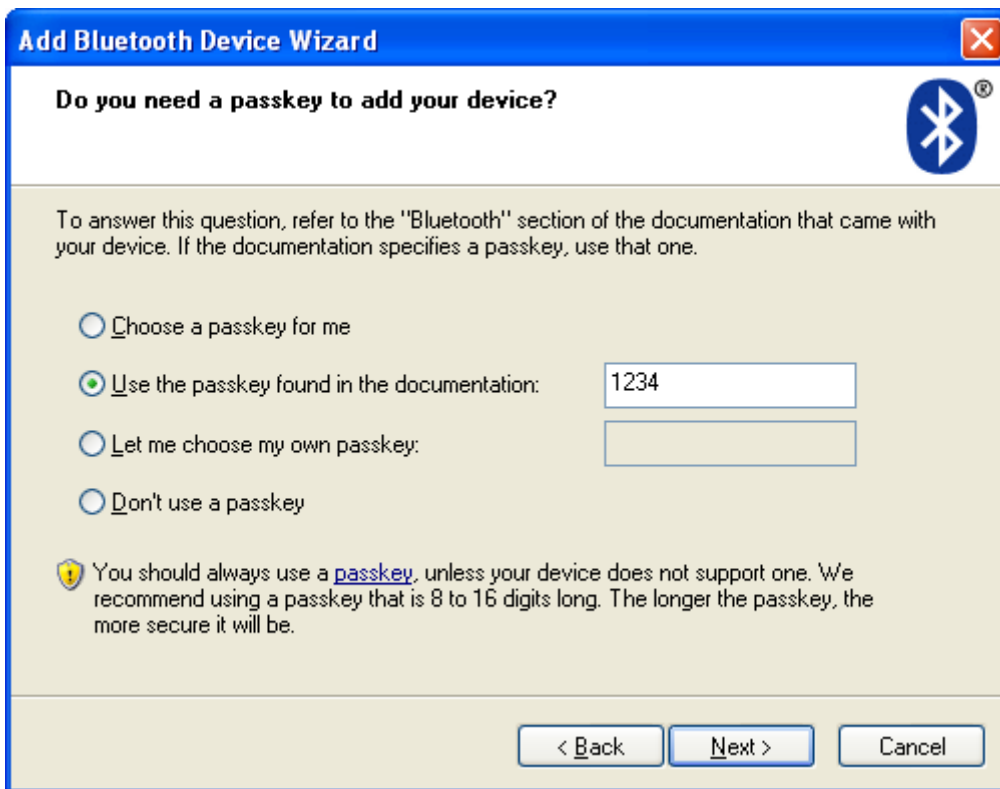 Add Bluetooth Device Wizard
Do you need a passkey to add your device?
®
To answer this question, refer to the "Bluetooth" section of the documentation that came with
your device. If the documentation specifies a passkey, use that one.
Choose a passkey for me
Use the passkey found in the documentation: 1234
Let me choose my own passkey:
Don't use a passkey
You should always use a passkey, unless your device does not support one. We
recommend using a passkey that is 8 to 16 digits long. The longer the passkey, the
more secure it will be.
< Back Next > Cancel